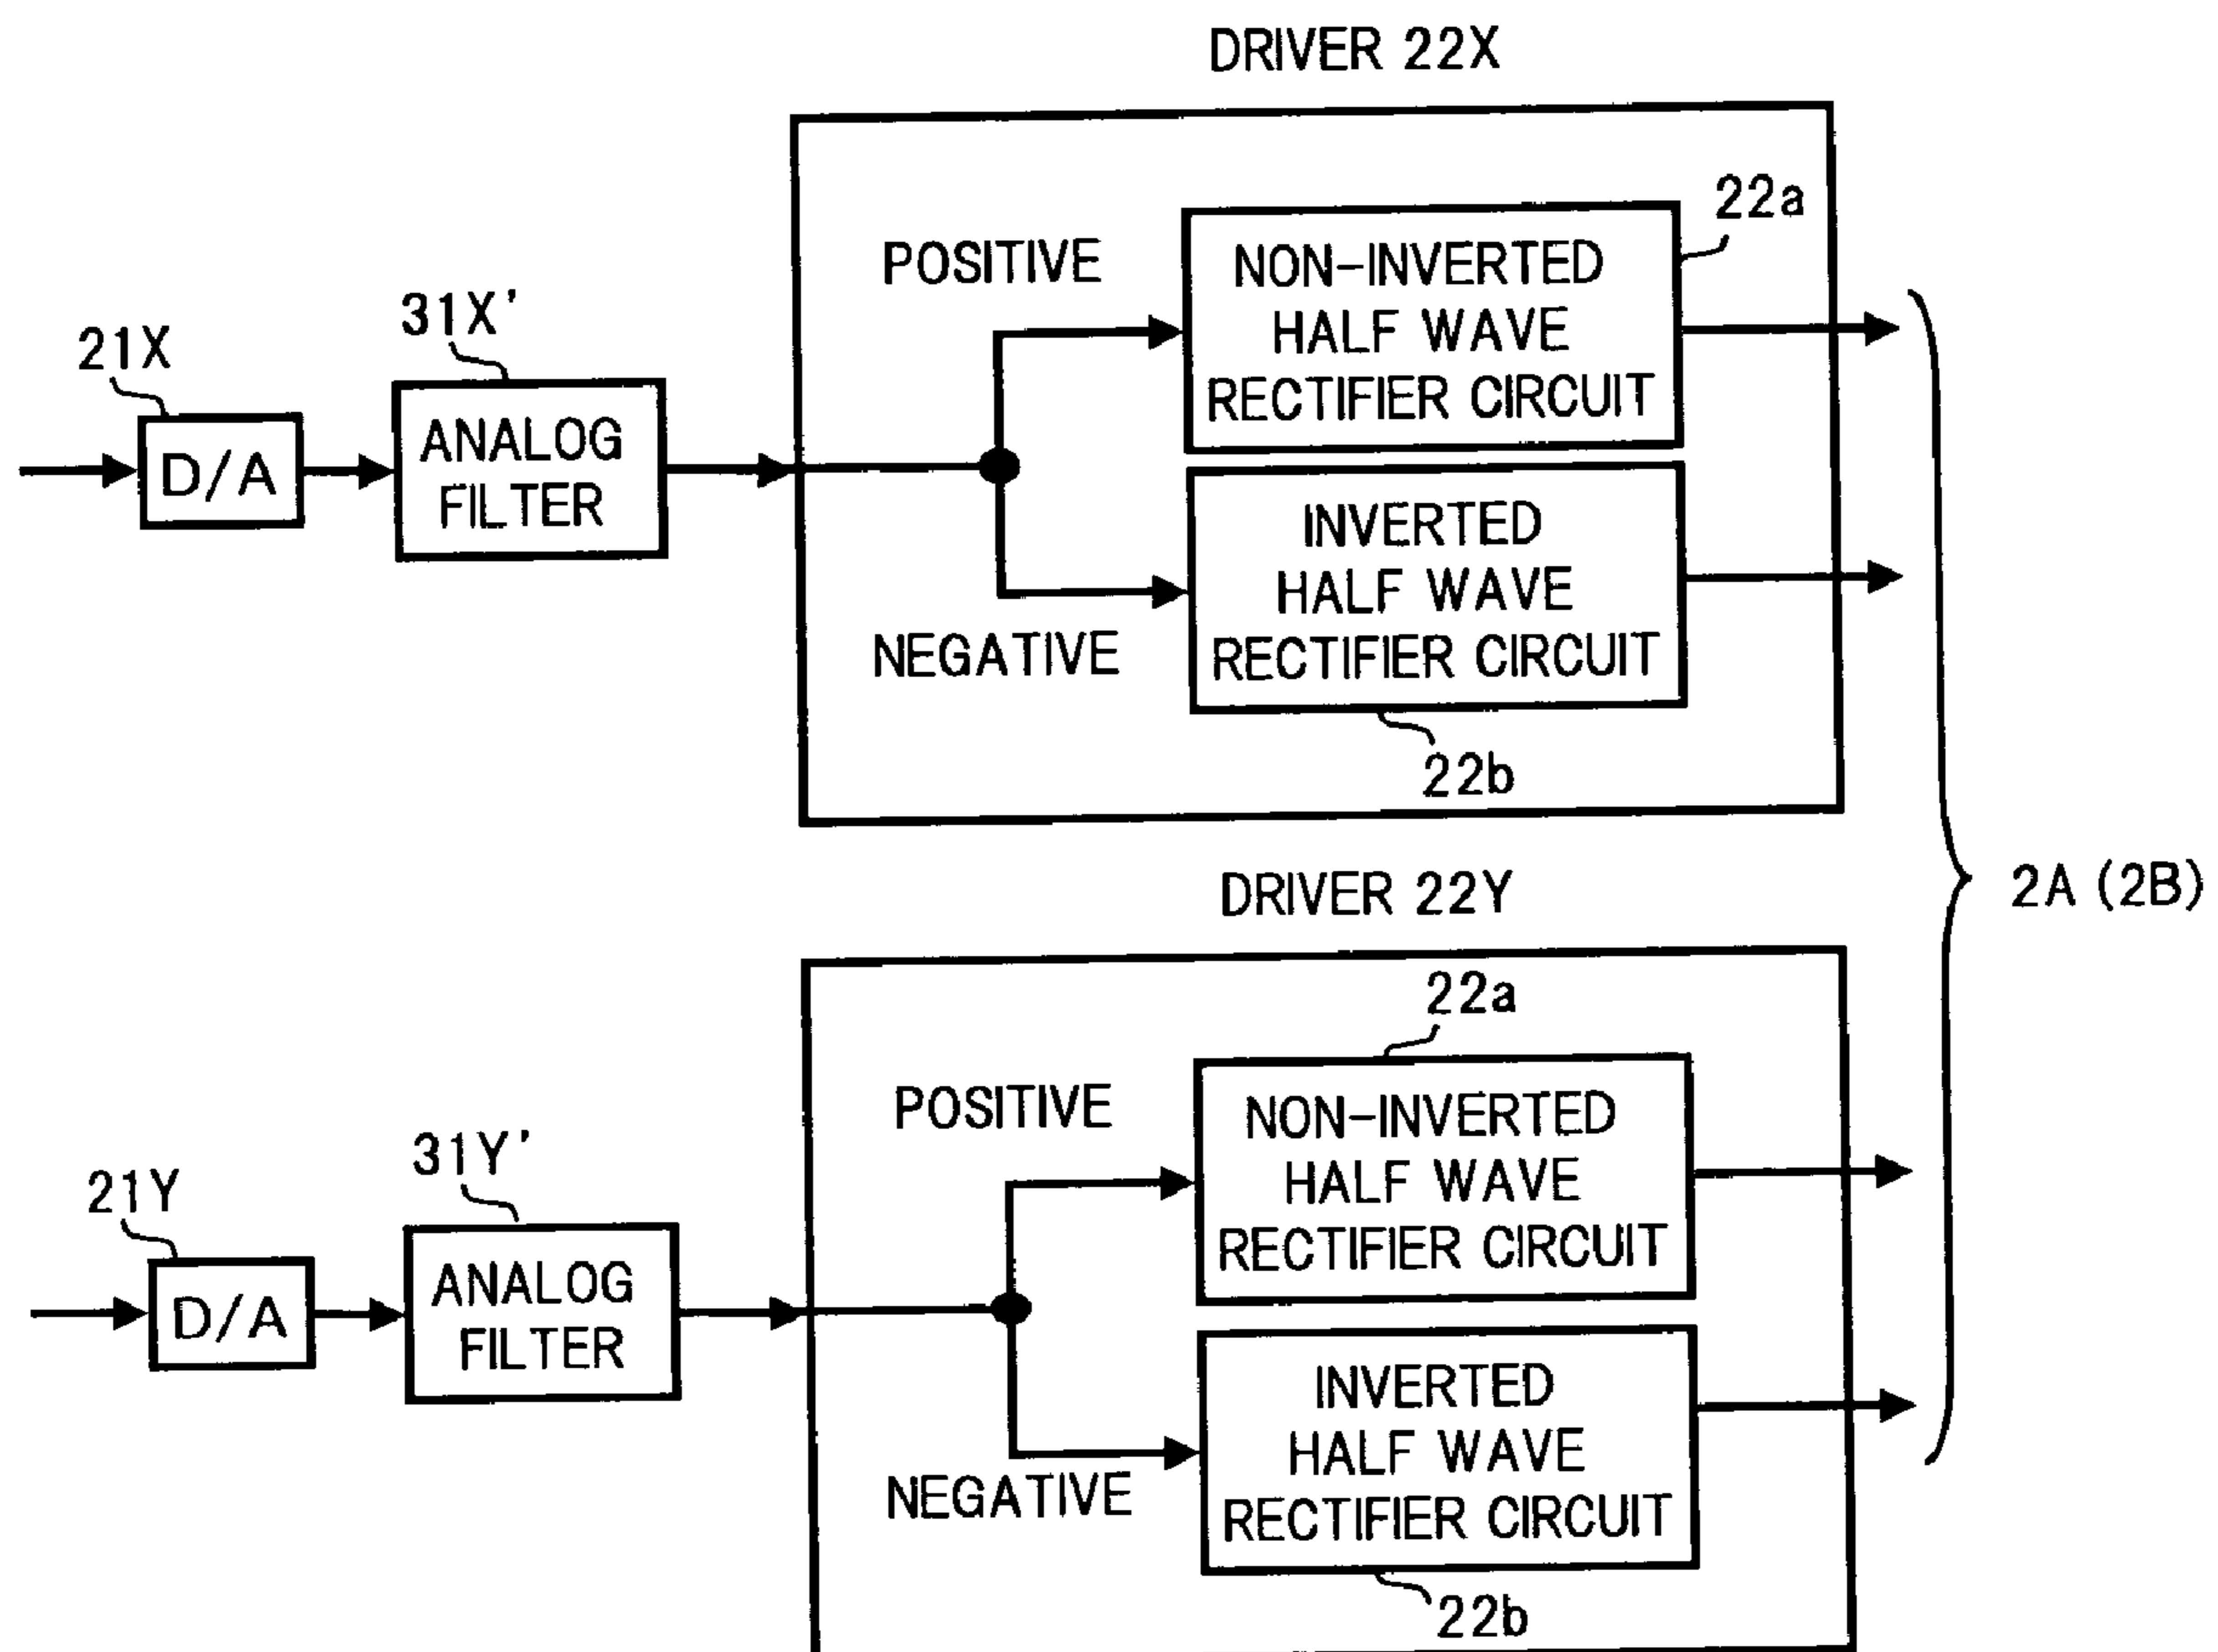 DRIVER 22X
22a
POSITIVE
NON-INVERTED
HALF WAVE
RECTIFIER CIRCUIT
31X'
21X
ANALOG
FILTER
D/A
INVERTED
HALF WAVE
RECTIFIER CIRCUIT
NEGATIVE
22b
2A (2B)
DRIVER 22Y
22a
POSITIVE
NON-INVERTED
HALF WAVE
RECTIFIER CIRCUIT
31Y'
21Y
ANALOG
FILTER
D/A
INVERTED
HALF WAVE
RECTIFIER CIRCUIT
NEGATIVE
22b